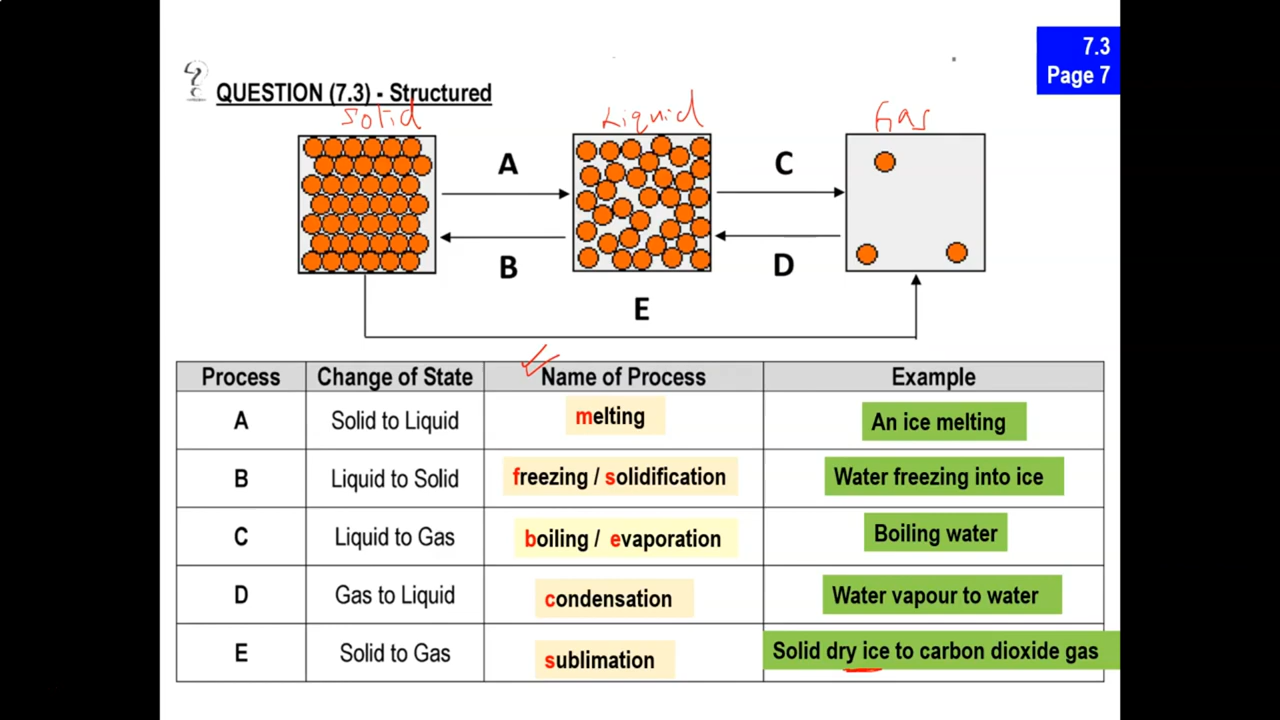 7.3
Page 7
QUESTION (7.3) - Structured
Solid Liquid Gas
A C
B D
E
Process Change of State Name of Process Example
A Solid to Liquid melting An ice melting
B Liquid to Solid freezing / solidification Water freezing into ice
C Liquid to Gas boiling / evaporation Boiling water
D Gas to Liquid condensation Water vapour to water
E Solid to Gas sublimation Solid dry ice to carbon dioxide gas